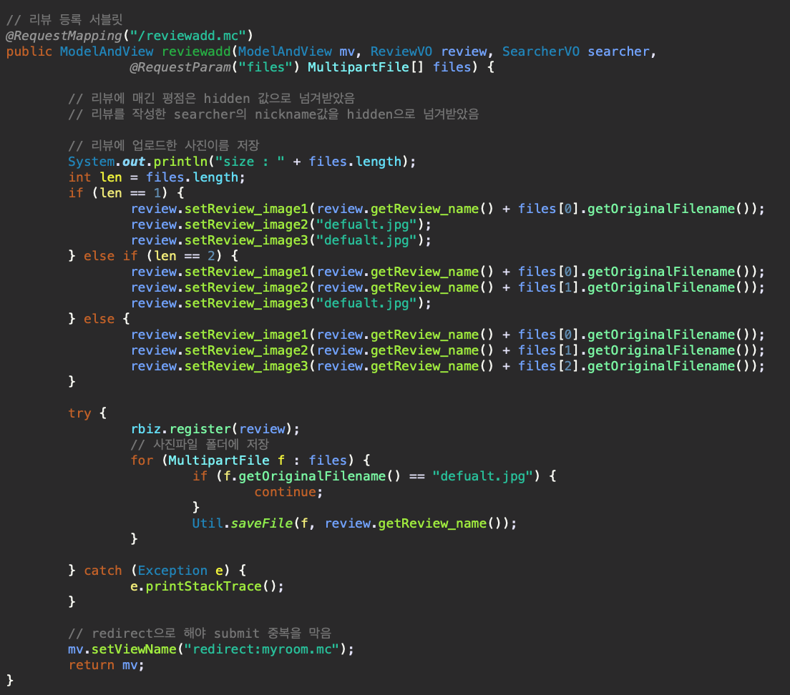 // 리뷰 등록 서블릿
@RequestMapping("/reviewadd.mc")
public ModelAndView reviewadd(ModelAndView mv, ReviewVO review, SearcherVO searcher,
@RequestParam("files") MultipartFile[] files) {
// 리뷰에 매긴 평점은 hidden 값으로 넘겨받았음
// 리뷰를 작성한 searcher의 nickname값을 hidden으로 넘겨받았음
// 리뷰에 업로드한 사진이름 저장
System.out.println("size : " + files.length);
int len = files.length;
if (len == 1) {
review.setReview_image1(review.getReview_name() + files[0].getOriginalFilename());
review.setReview_image2("defualt.jpg");
review.setReview_image3("defualt.jpg");
} else if (len == 2) {
review.setReview_image1(review.getReview_name() + files[0].getOriginalFilename());
review.setReview_image2(review.getReview_name() + files[1].getOriginalFilename());
review.setReview_image3("defualt.jpg");
} else {
review.setReview_image1(review.getReview_name() + files[0].getOriginalFilename());
review.setReview_image2(review.getReview_name() + files[1].getOriginalFilename());
review.setReview_image3(review.getReview_name() + files[2].getOriginalFilename());
}
try {
rbiz.register(review);
// 사진파일 폴더에 저장
for (MultipartFile f : files) {
if (f.getOriginalFilename() == "defualt.jpg") {
continue;
}
Util.saveFile(f, review.getReview_name());
}
} catch (Exception e) {
e.printStackTrace();
}
// redirect으로 해야 submit 중복을 막음
mv.setViewName("redirect:myroom.mc");
return mv;
}